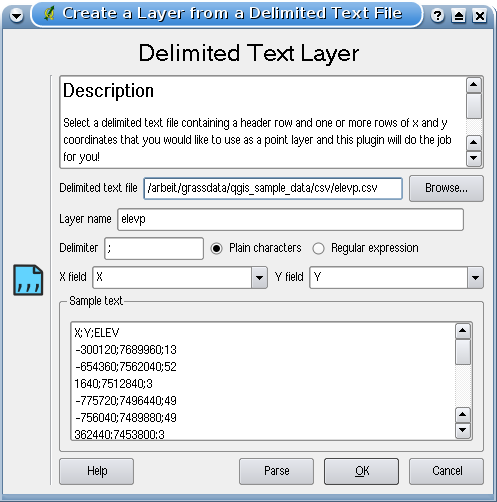 Create a Layer from a Delimited Text File
Delimited Text Layer
Description
Select a delimited text file containing a header row and one or more rows of x and y
coordinates that you would like to use as a point layer and this plugin will do the job
for you!
Delimited text file /arbeit/grassdata/qgis_sample_data/csv/elevp.csv Browse...
Layer name elevp
Delimiter ; Plain characters Regular expression
X field X Y field Y
Sample text
X;Y;ELEV
-300120;7689960;13
-654360;7562040;52
1640;7512840;3
-775720;7496440;49
-756040;7489880;49
362440;7453800;3
Help Parse OK Cancel